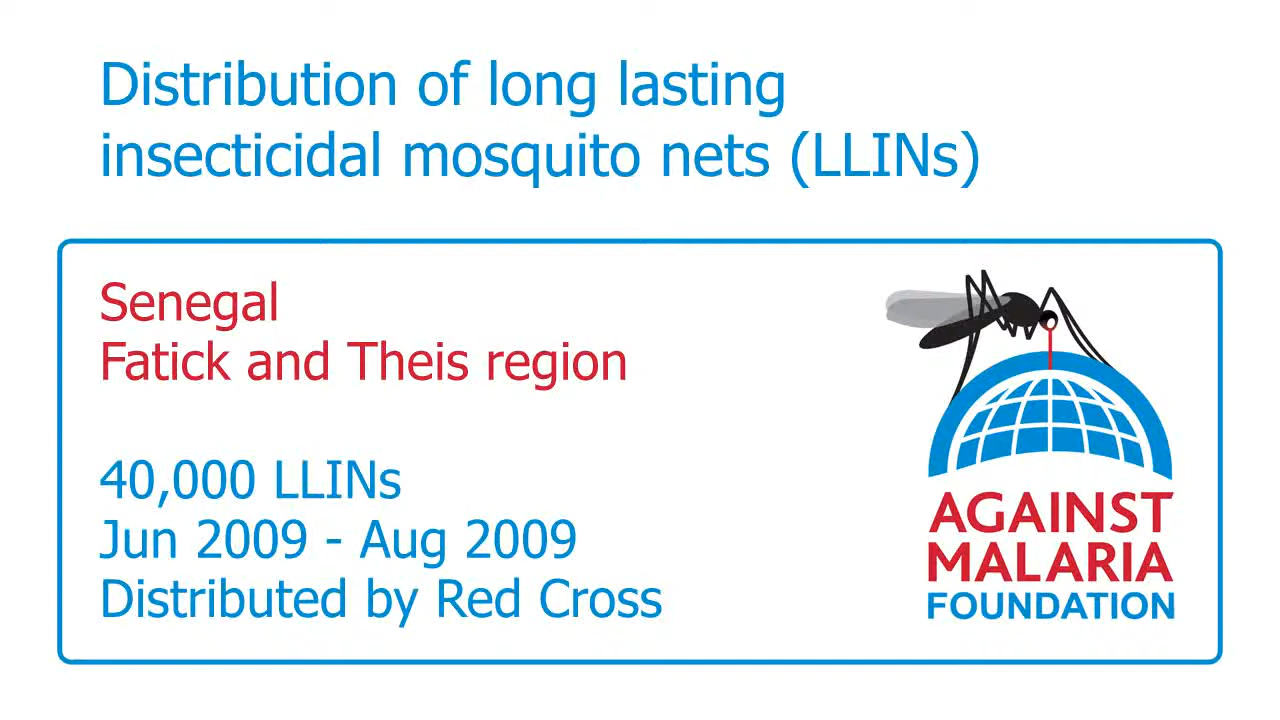 Distribution of long lasting
insecticidal mosquito nets (LLINs)
Senegal
Fatick and Theis region
40,000 LLINs
Jun 2009 - Aug 2009
Distributed by Red Cross
AGAINST
MALARIA
FOUNDATION